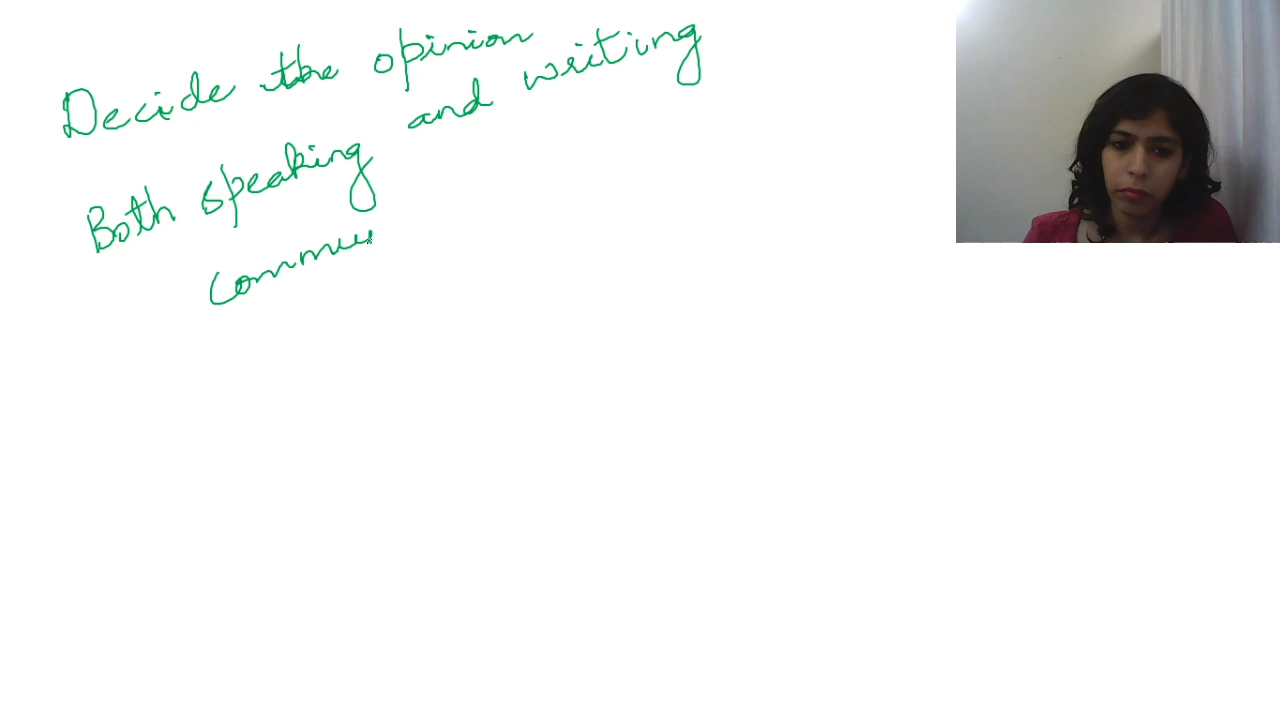 Decide the opinion
Both speaking and writing
commu